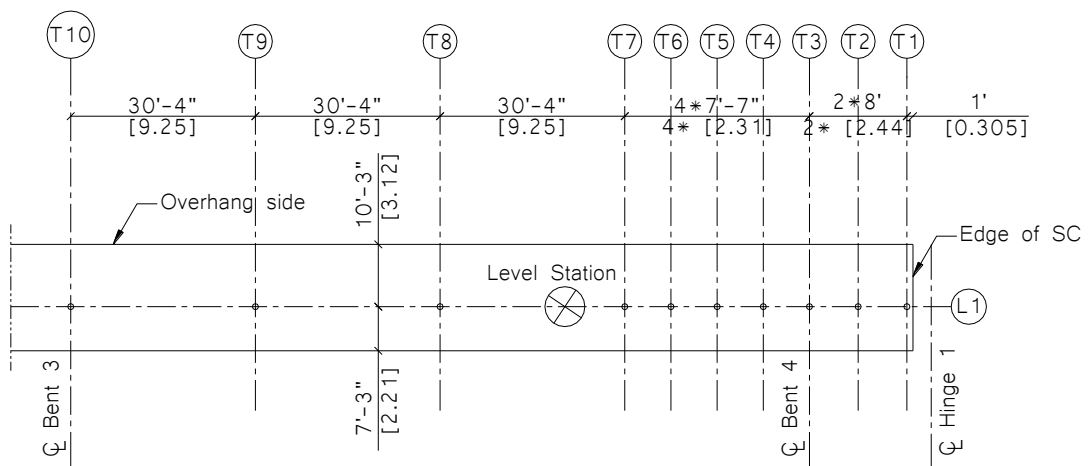 T10 T9 T8 T7 T6 T5 T4 T3 T2 T1
30'-4" 30'-4" 30'-4" 4*7'-7" 2*8' 1'
[9.25] [9.25] [9.25] 4* [2.31] 2* [2.44] [0.305]
10'-3"
[3.12]
Overhang side
Edge of SC
Level Station
L1
℄ Bent 3
7'-3"
[2.21]
℄ Bent 4
℄ Hinge 1